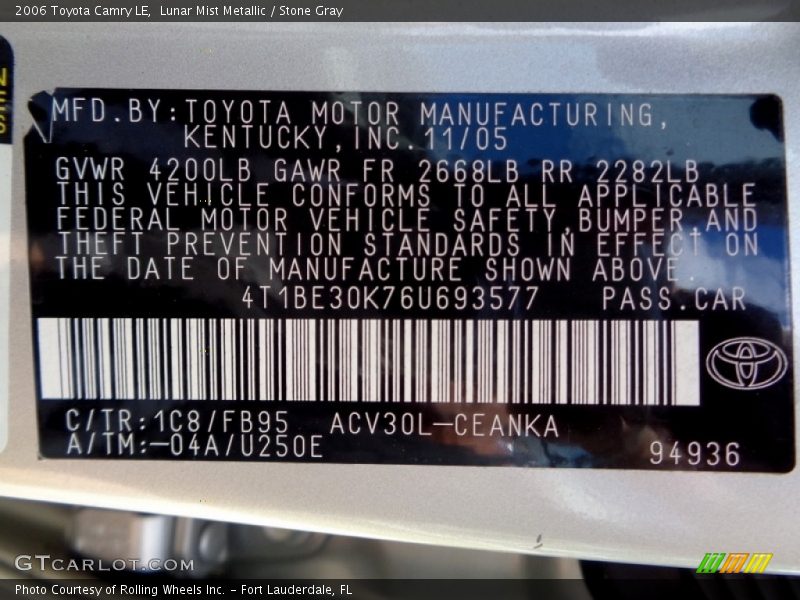 2006 Toyota Camry LE,  Lunar Mist Metallic / Stone Gray
MFD.BY:TOYOTA MOTOR MANUFACTURING,
KENTUCKY,INC.11/05
GVWR 4200LB GAWR FR 2668LB RR 2282LB
THIS VEHICLE CONFORMS TO ALL APPLICABLE
FEDERAL MOTOR VEHICLE SAFETY,BUMPER,AND
THEFT PREVENTION STANDARDS IN EFFECT ON
THE DATE OF MANUFACTURE SHOWN ABOVE.
4T1BE30K76U693577 PASS.CAR
C/TR:1C8/FB95 ACV30L-CEANKA
A/TM:-04A/U250E 94936
GTCARLOT.COM
Photo Courtesy of Rolling Wheels Inc. - Fort Lauderdale, FL